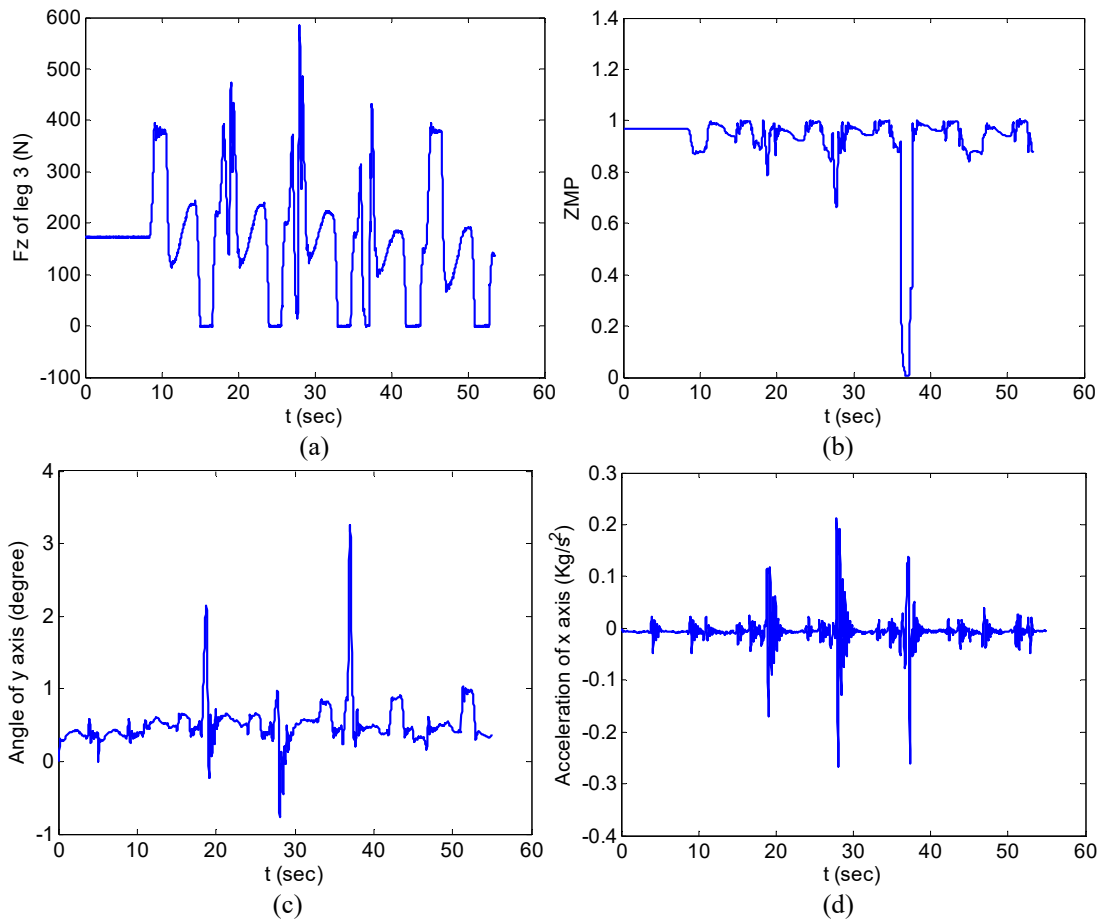 600
500
400
300
200
100
0
-100
Fz of leg 3 (N)
0 10 20 30 40 50 60
t (sec)
(a)
1.4
1.2
1
0.8
0.6
0.4
0.2
0
ZMP
0 10 20 30 40 50 60
t (sec)
(b)
4
3
2
1
0
-1
Angle of y axis (degree)
0 10 20 30 40 50 60
t (sec)
(c)
0.3
0.2
0.1
0
-0.1
-0.2
-0.3
-0.4
Acceleration of x axis (Kg/s²)
0 10 20 30 40 50 60
t (sec)
(d)